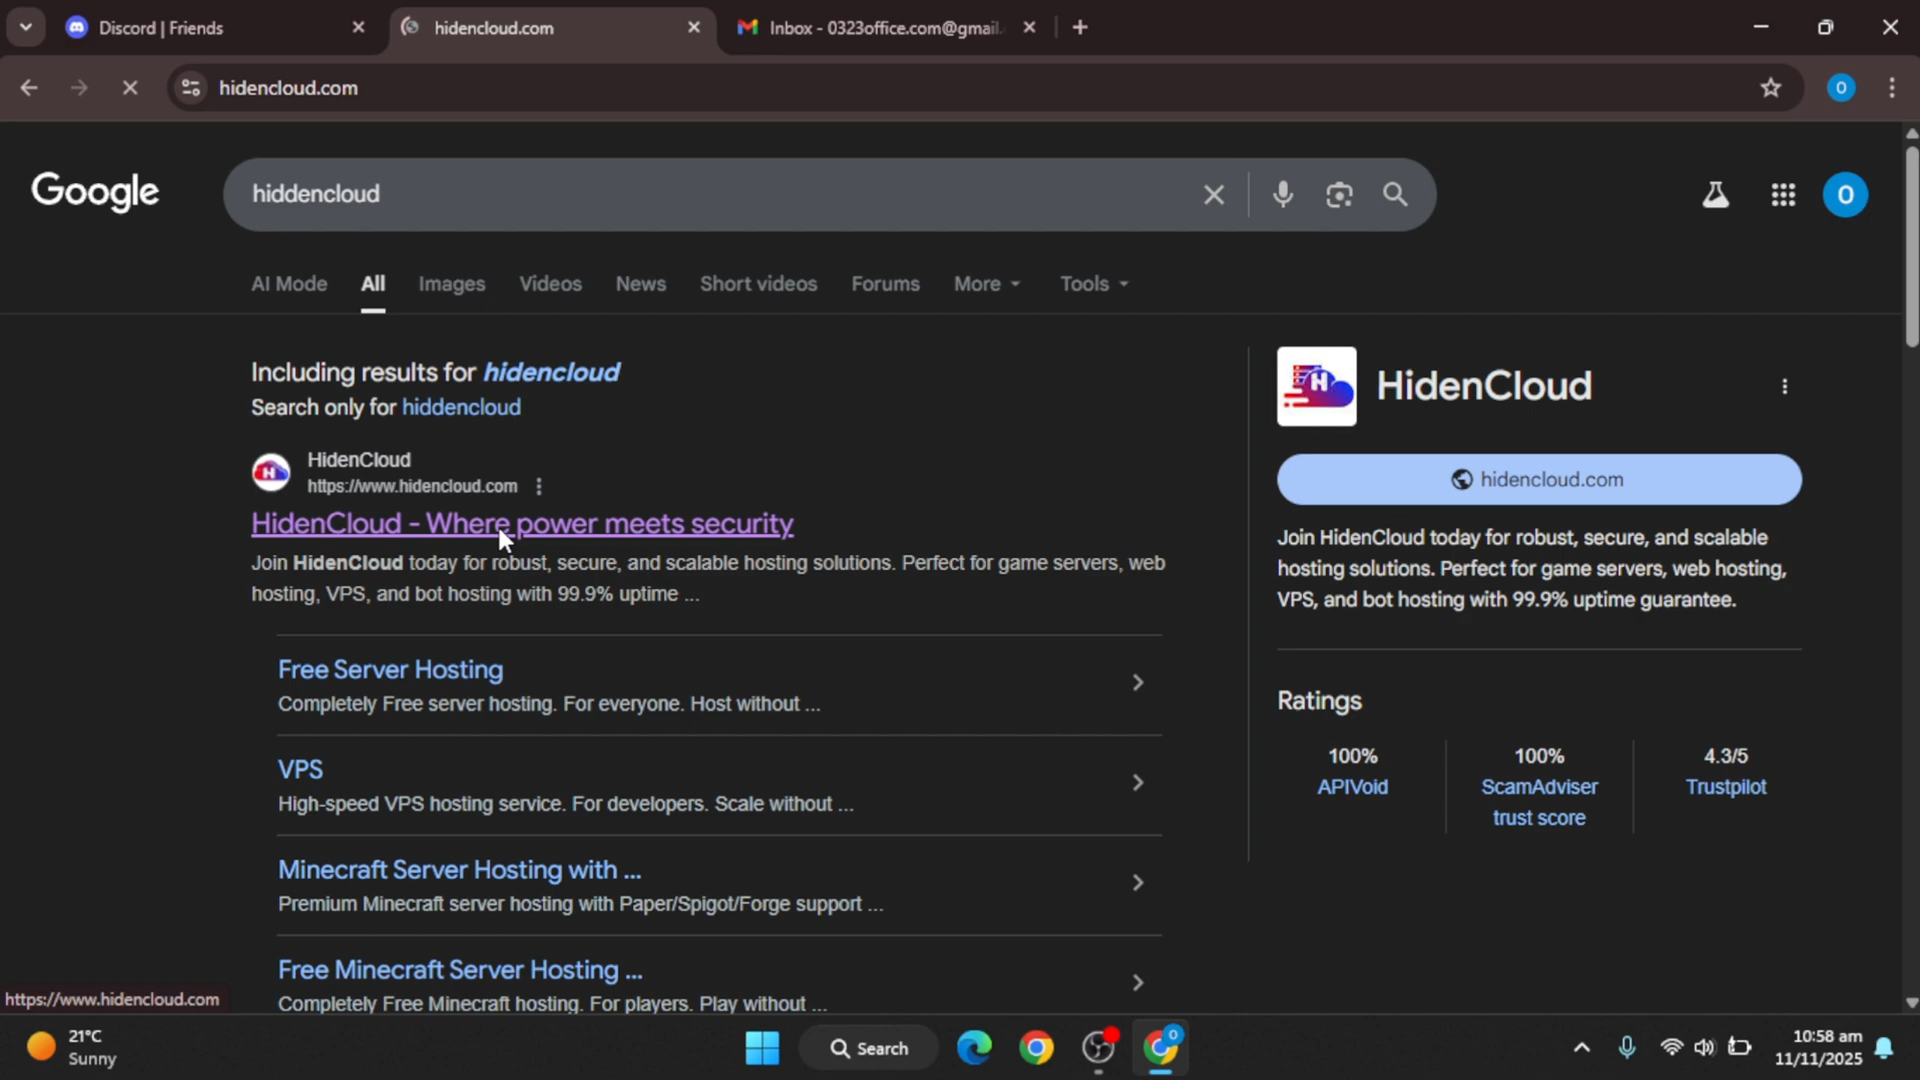 Discord | Friends
hidencloud.com
Inbox - 0323office.com@gmail.
hidencloud.com
O
Google
hiddencloud
O
AI Mode
All
Images
Videos
News
Short videos
Forums
More
Tools
Including results for hidencloud
Search only for hiddencloud
H
HidenCloud
https://www.hidencloud.com
HidenCloud - Where power meets security
Join HidenCloud today for robust, secure, and scalable hosting solutions. Perfect for game servers, web
hosting, VPS, and bot hosting with 99.9% uptime ...
Free Server Hosting
Completely Free server hosting. For everyone. Host without ...
VPS
High-speed VPS hosting service. For developers. Scale without ...
Minecraft Server Hosting with ...
Premium Minecraft server hosting with Paper/Spigot/Forge support ...
Free Minecraft Server Hosting ...
Completely Free Minecraft hosting. For players. Play without ...
H
HidenCloud
hidencloud.com
Join HidenCloud today for robust, secure, and scalable
hosting solutions. Perfect for game servers, web hosting,
VPS, and bot hosting with 99.9% uptime guarantee.
Ratings
100%
APIVoid
100%
ScamAdviser
trust score
4.3/5
Trustpilot
https://www.hidencloud.com
21°C
Sunny
Search
O
10:58 am
11/11/2025